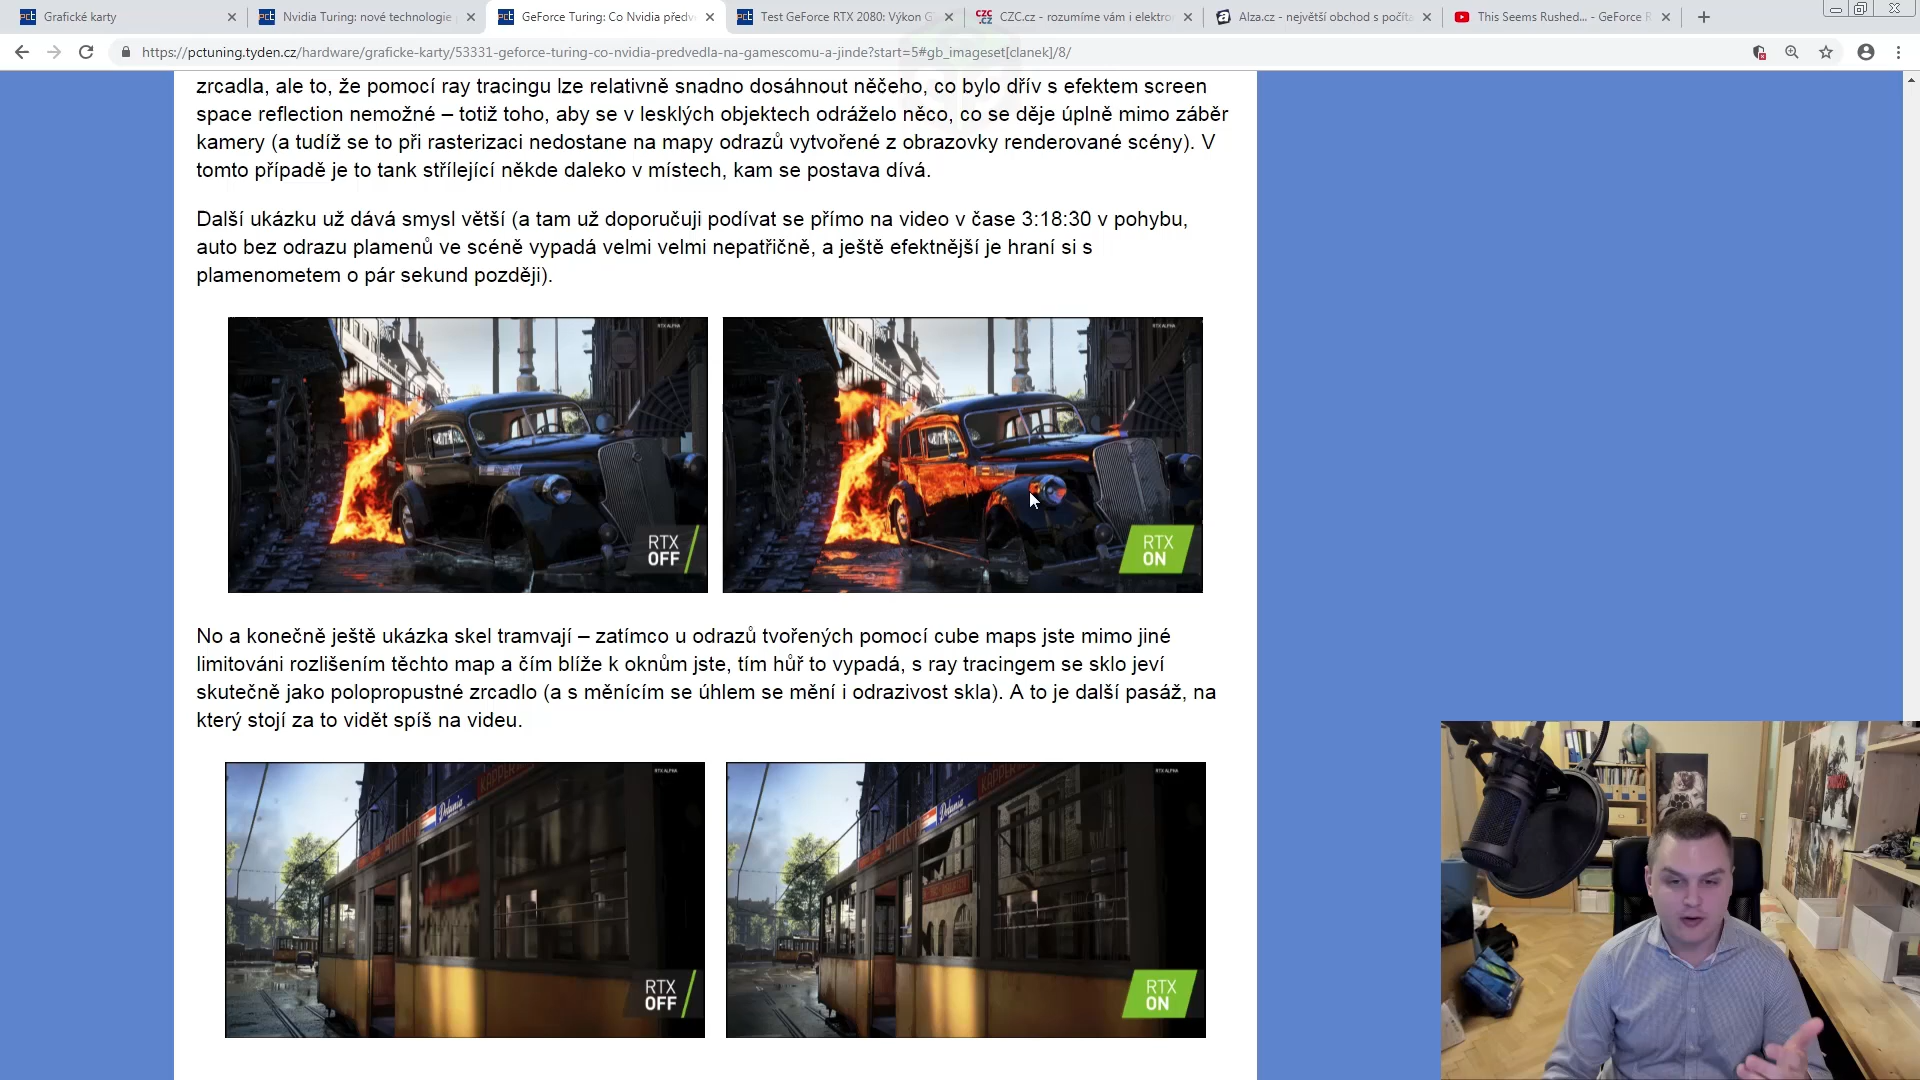 Grafické karty
Nvidia Turing: nové technologie
GeForce Turing: Co Nvidia předv
Test GeForce RTX 2080: Výkon G
CZC.cz - rozumíme vám i elektro
Alza.cz - největší obchod s počíta
This Seems Rushed... - GeForce R
https://pctuning.tyden.cz/hardware/graficke-karty/53331-geforce-turing-co-nvidia-predvedla-na-gamescomu-a-jinde?start=5#gb_imageset[clanek]/8/
zrcadla, ale to, že pomocí ray tracingu lze relativně snadno dosáhnout něčeho, co bylo dřív s efektem screen
space reflection nemožné – totiž toho, aby se v lesklých objektech odráželo něco, co se děje úplně mimo záběr
kamery (a tudíž se to při rasterizaci nedostane na mapy odrazů vytvořené z obrazovky renderované scény). V
tomto případě je to tank střílející někde daleko v místech, kam se postava dívá.
Další ukázku už dává smysl větší (a tam už doporučuji podívat se přímo na video v čase 3:18:30 v pohybu,
auto bez odrazu plamenů ve scéně vypadá velmi velmi nepatřičně, a ještě efektnější je hraní si s
plamenometem o pár sekund později).
RTX ALPHA
RTX ALPHA
RTX
OFF
RTX
ON
No a konečně ještě ukázka skel tramvají – zatímco u odrazů tvořených pomocí cube maps jste mimo jiné
limitováni rozlišením těchto map a čím blíže k oknům jste, tím hůř to vypadá, s ray tracingem se sklo jeví
skutečně jako polopropustné zrcadlo (a s měnícím se úhlem se mění i odrazivost skla). A to je další pasáž, na
který stojí za to vidět spíš na videu.
RTX ALPHA
RTX ALPHA
RTX
OFF
RTX
ON